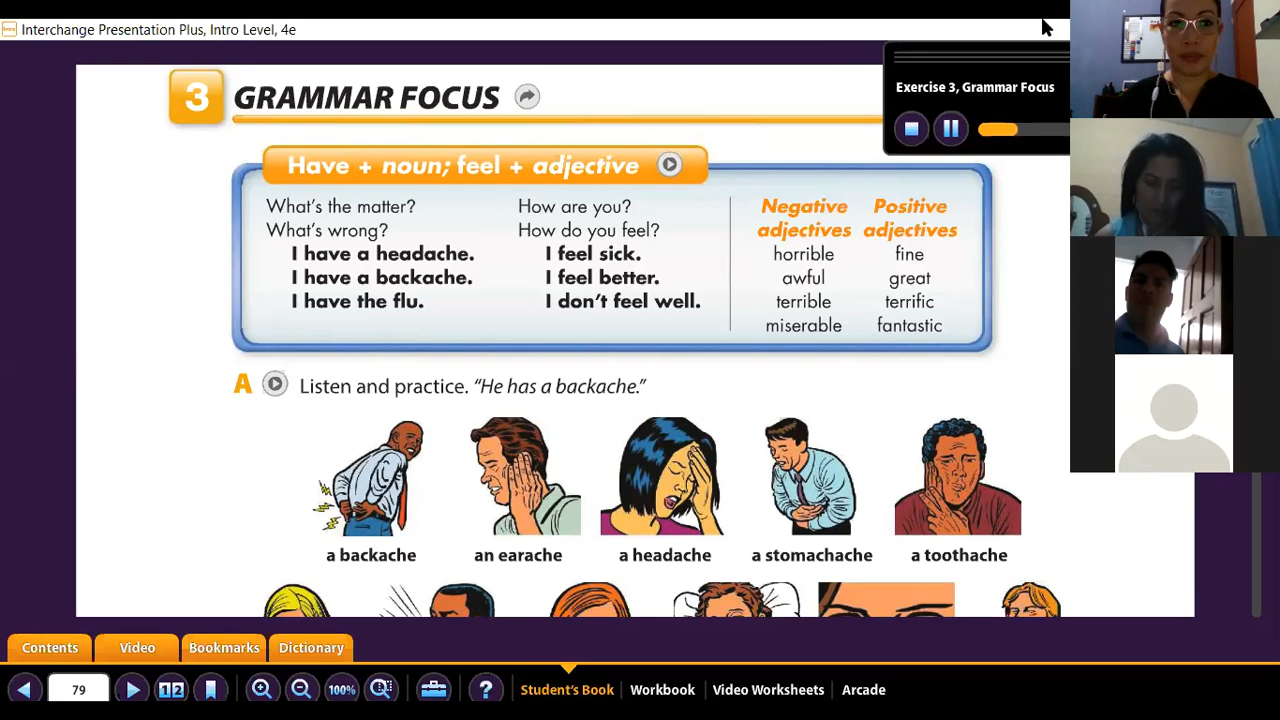 Interchange Presentation Plus, Intro Level, 4e
3 GRAMMAR FOCUS
Exercise 3, Grammar Focus
Have + noun; feel + adjective
What's the matter?
What's wrong?
I have a headache.
I have a backache.
I have the flu.
How are you?
How do you feel?
I feel sick.
I feel better.
I don't feel well.
Negative
adjectives
horrible
awful
terrible
miserable
Positive
adjectives
fine
great
terrific
fantastic
A Listen and practice. "He has a backache."
a backache an earache a headache a stomachache a toothache
Contents Video Bookmarks Dictionary
79 12 100% ? Student's Book Workbook Video Worksheets Arcade